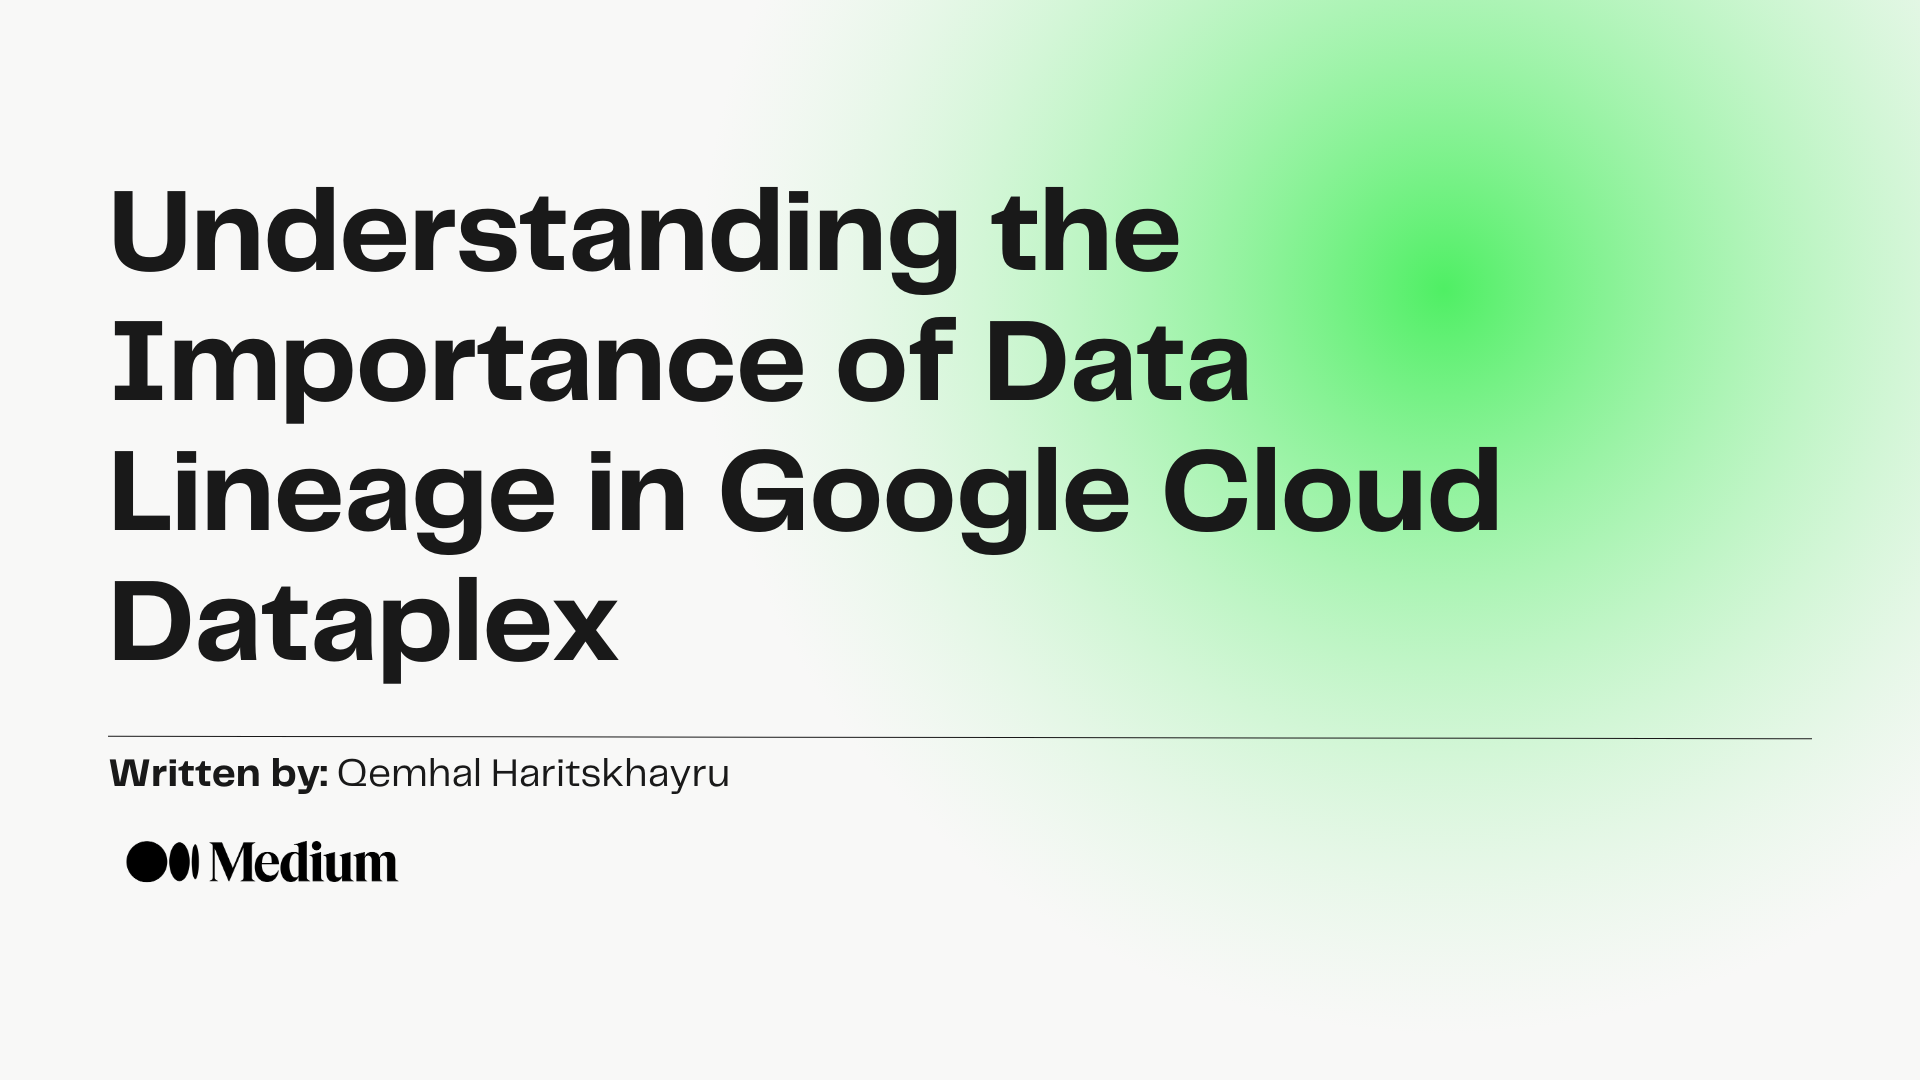 Understanding the
Importance of Data
Lineage in Google Cloud
Dataplex
Written by: Qemhal Haritskhayru
Medium